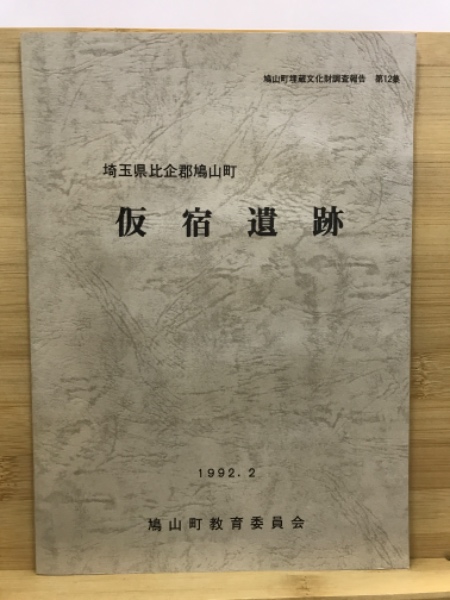 鳩山町埋蔵文化財調査報告 第12集
埼玉県比企郡鳩山町
仮宿遺跡
1992.2
鳩山町教育委員会